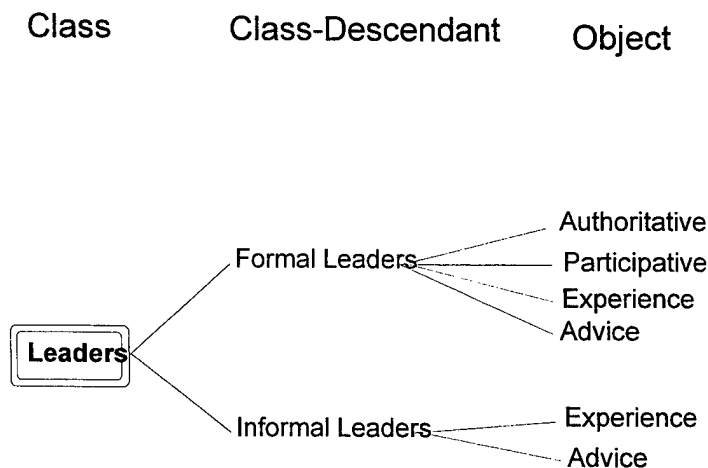 Class Class-Descendant Object
Authoritative
Formal Leaders Participative
Experience
Advice
Leaders
Informal Leaders Experience
Advice